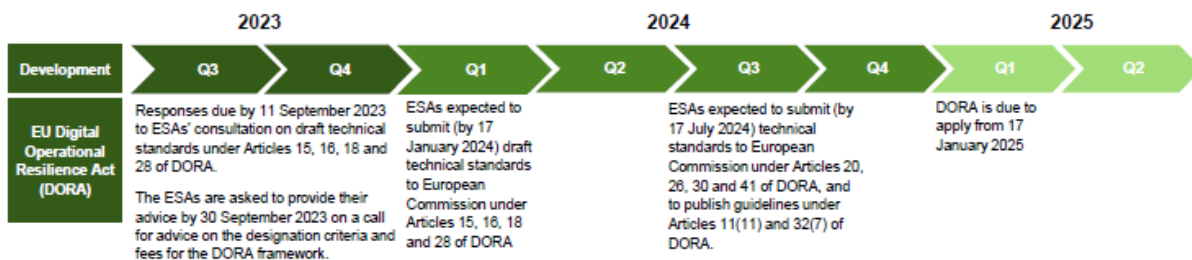 2023
2024
2025
Development
Q3
Q4
Q1
Q2
Q3
Q4
Q1
Q2
EU Digital
Operational
Resilience Act
(DORA)
Responses due by 11 September 2023
to ESAs' consultation on draft technical
standards under Articles 15, 16, 18 and
28 of DORA.
The ESAs are asked to provide their
advice by 30 September 2023 on a call
for advice on the designation criteria and
fees for the DORA framework.
ESAs expected to
submit (by 17
January 2024) draft
technical standards
to European
Commission under
Articles 15, 16, 18
and 28 of DORA
ESAs expected to submit (by
17 July 2024) technical
standards to European
Commission under Articles 20,
26, 30 and 41 of DORA, and
to publish guidelines under
Articles 11(11) and 32(7) of
DORA.
DORA is due to
apply from 17
January 2025